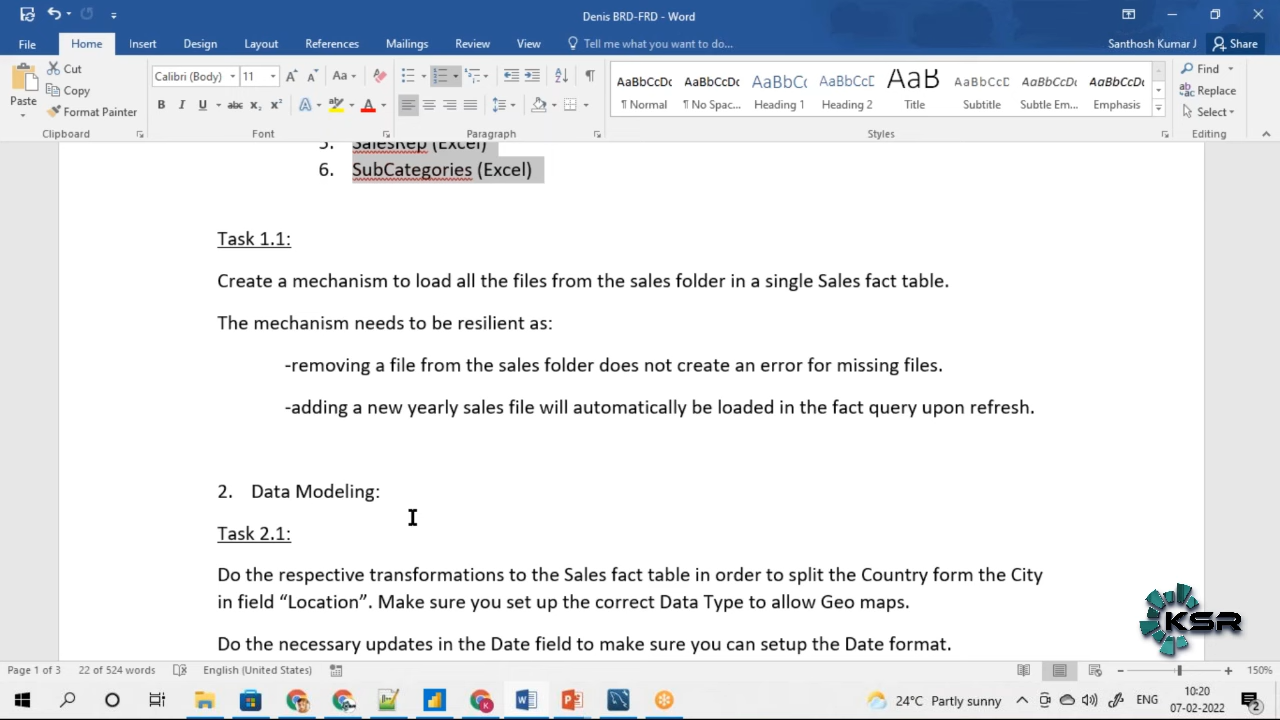 Denis BRD-FRD - Word
File Home Insert Design Layout References Mailings Review View Tell me what you want to do... Santhosh Kumar J Share
Paste Cut Copy Format Painter
Clipboard
Calibri (Body) 11
Font
Paragraph
AaBbCcDc AaBbCcDc AaBbCc AaBbCcC AaB AaBbCcD AaBbCcDc AaBbCcDc
¶ Normal ¶ No Spac... Heading 1 Heading 2 Title Subtitle Subtle Em... Emphasis
Styles
Find
Replace
Select
Editing
5. SalesRep (Excel)
6. SubCategories (Excel)
Task 1.1:
Create a mechanism to load all the files from the sales folder in a single Sales fact table.
The mechanism needs to be resilient as:
-removing a file from the sales folder does not create an error for missing files.
-adding a new yearly sales file will automatically be loaded in the fact query upon refresh.
2. Data Modeling:
Task 2.1:
Do the respective transformations to the Sales fact table in order to split the Country form the City
in field “Location”. Make sure you set up the correct Data Type to allow Geo maps.
Do the necessary updates in the Date field to make sure you can setup the Date format.
KSR
Page 1 of 3 22 of 524 words English (United States) 150%
24°C Partly sunny ENG 10:20
07-02-2022 2